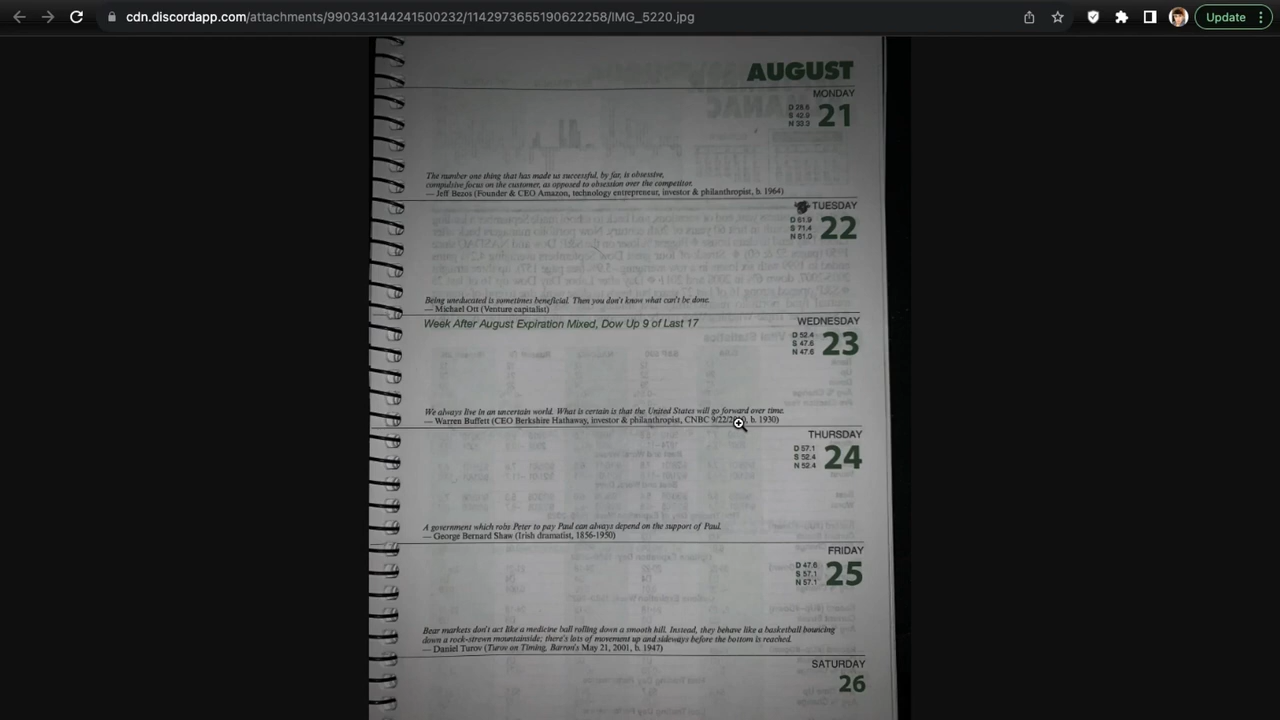 cdn.discordapp.com/attachments/990343144241500232/1142973655190622258/IMG_5220.jpg
Update
AUGUST
MONDAY
D 28.6
S 42.9
N 33.3
21
The number one thing that has made us successful, by far, is obsessive,
compulsive focus on the customer, as opposed to obsession over the competitor.
— Jeff Bezos (Founder & CEO Amazon, technology entrepreneur, investor & philanthropist, b. 1964)
TUESDAY
D 61.9
S 71.4
N 81.0
22
Being uneducated is sometimes beneficial. Then you don't know what can't be done.
— Michael Ott (Venture capitalist)
Week After August Expiration Mixed, Dow Up 9 of Last 17
WEDNESDAY
D 52.4
S 47.6
N 47.6
23
We always live in an uncertain world. What is certain is that the United States will go forward over time.
— Warren Buffett (CEO Berkshire Hathaway, investor & philanthropist, CNBC b. 1930)
THURSDAY
D 57.1
S 52.4
N 52.4
24
A government which robs Peter to pay Paul can always depend on the support of Paul.
— George Bernard Shaw (Irish dramatist, 1856-1950)
FRIDAY
D 47.6
S 57.1
N 57.1
25
Bear markets don't act like a medicine ball rolling down a smooth hill. Instead, they behave like a basketball bouncing
down a rock-strewn mountainside; there's lots of movement up and sideways before the bottom is reached.
— Daniel Turov (Turov on Timing, Barron's May 21, 2001, b. 1947)
SATURDAY
26